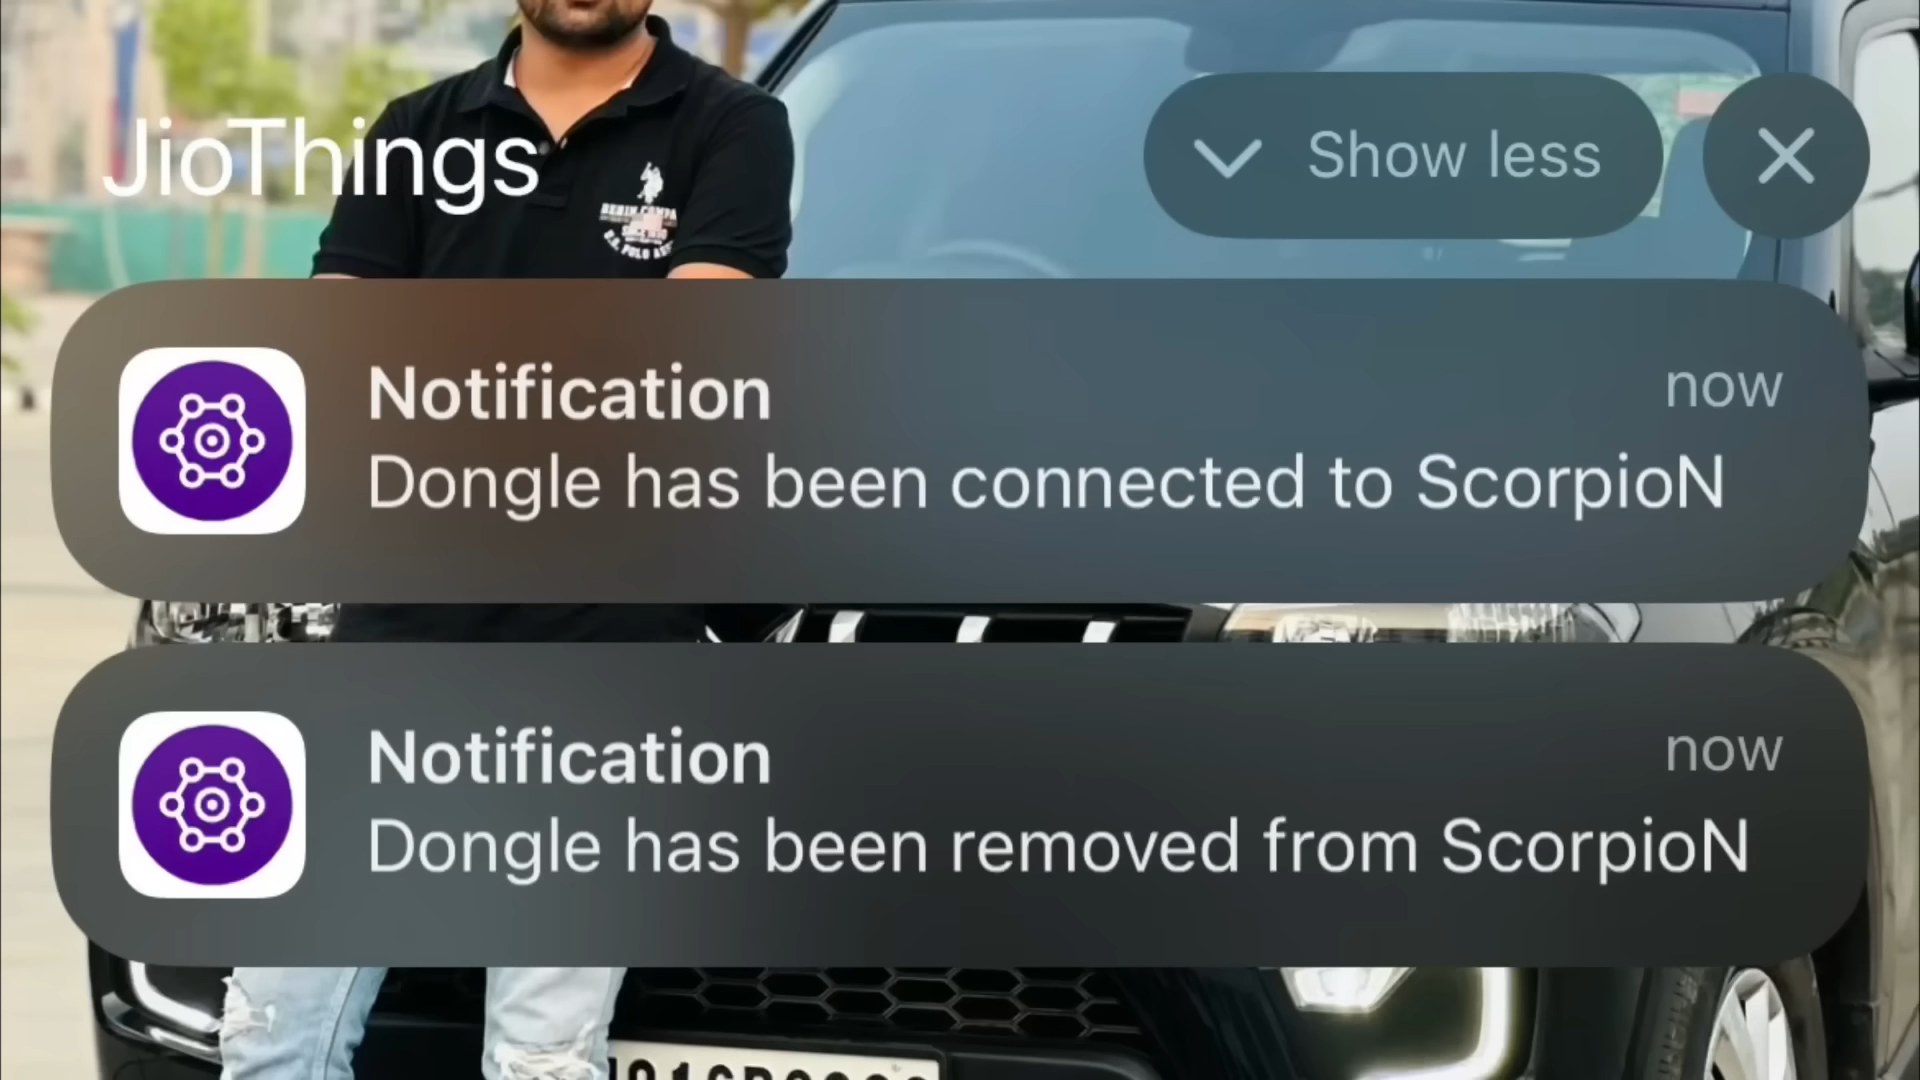 JioThings
Show less
Notification
now
Dongle has been connected to ScorpioN
Notification
now
Dongle has been removed from ScorpioN